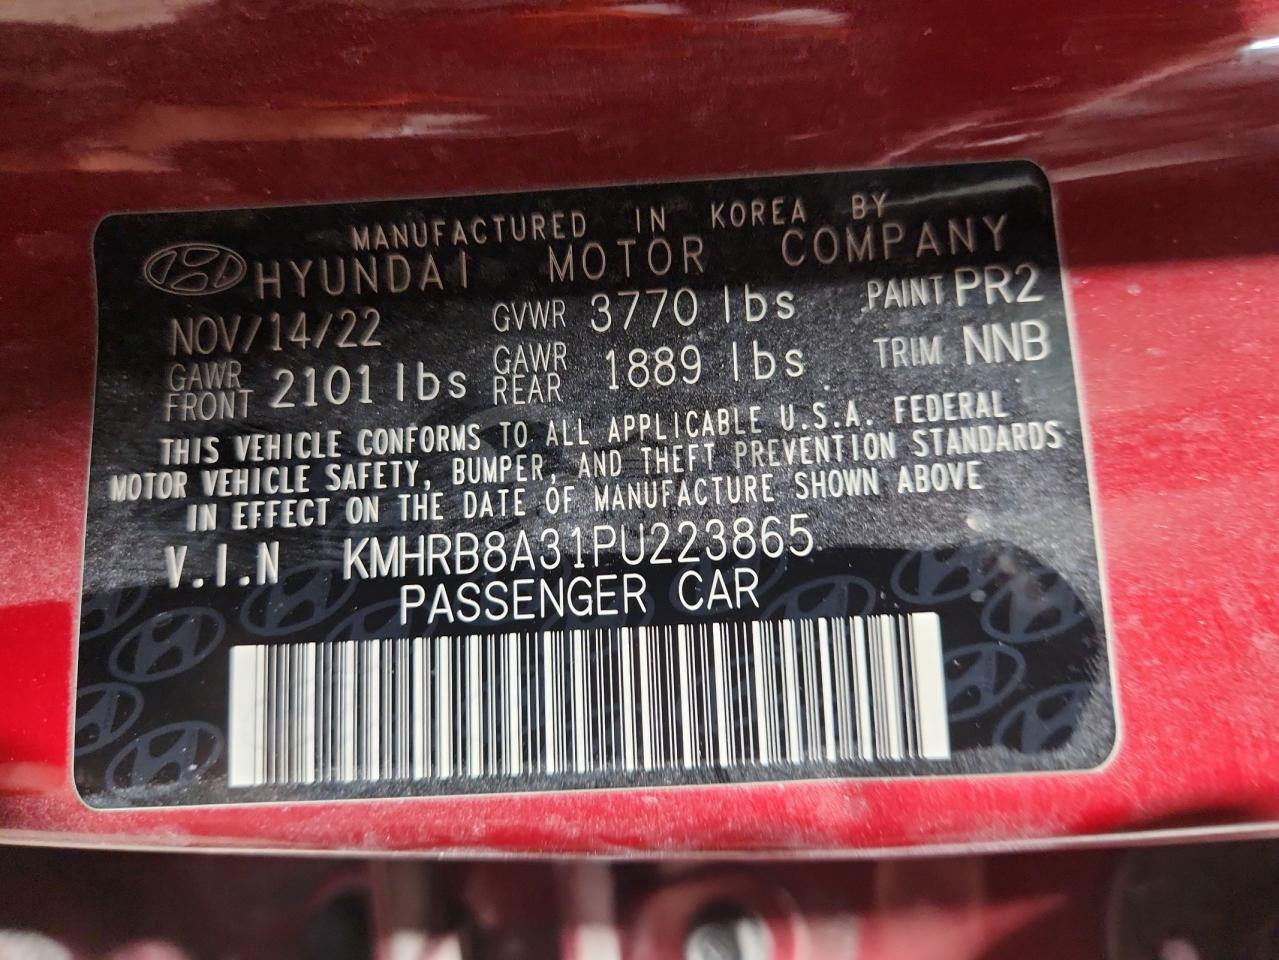 MANUFACTURED IN KOREA BY
HYUNDAI MOTOR COMPANY
NOV/14/22 GVWR 3770 lbs PAINT PR2
GAWR FRONT 2101 lbs GAWR REAR 1889 lbs TRIM NNB
THIS VEHICLE CONFORMS TO ALL APPLICABLE U.S.A. FEDERAL
MOTOR VEHICLE SAFETY, BUMPER, AND THEFT PREVENTION STANDARDS
IN EFFECT ON THE DATE OF MANUFACTURE SHOWN ABOVE
V.I.N KMHRB8A31PU223865
PASSENGER CAR